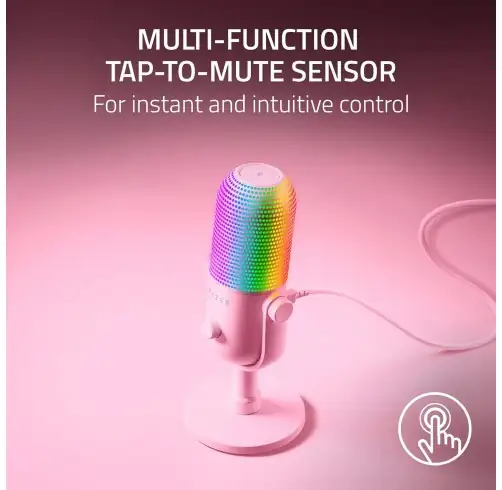 MULTI-FUNCTION
TAP-TO-MUTE SENSOR
For instant and intuitive control